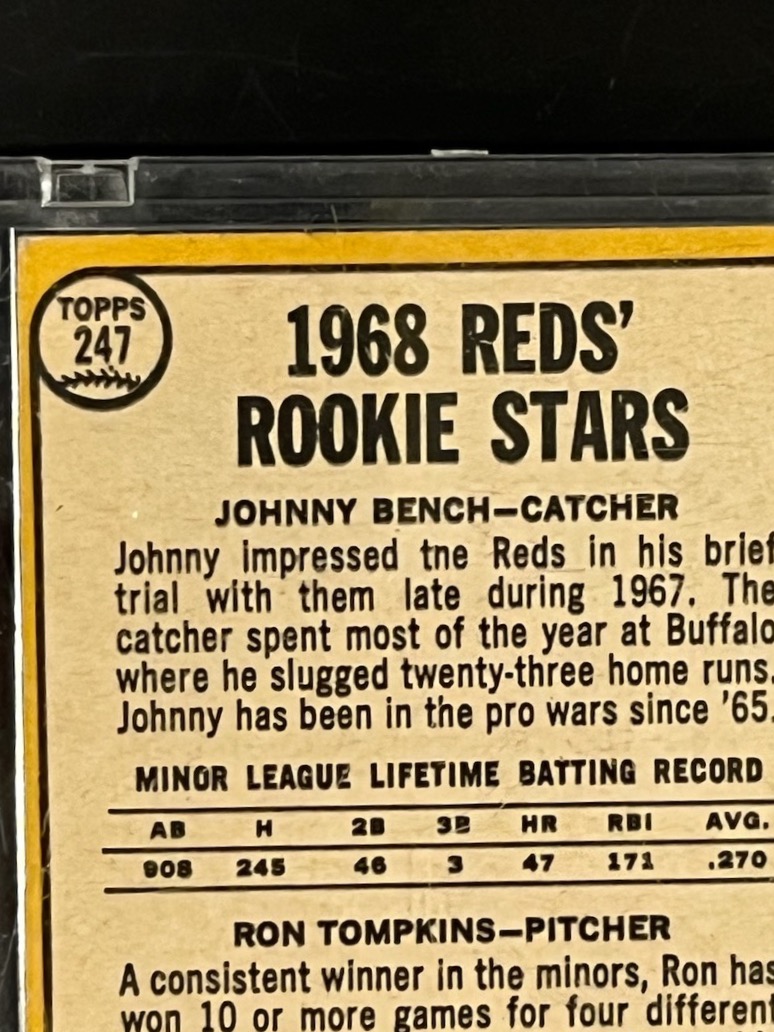 TOPPS
247
1968 REDS'
ROOKIE STARS
JOHNNY BENCH—CATCHER
Johnny impressed tne Reds in his brief
trial with them late during 1967. The
catcher spent most of the year at Buffalo
where he slugged twenty-three home runs.
Johnny has been in the pro wars since '65.
MINOR LEAGUE LIFETIME BATTING RECORD
AB H 2B 3B HR RBI AVG.
908 245 46 3 47 171 .270
RON TOMPKINS—PITCHER
A consistent winner in the minors, Ron has
won 10 or more games for four different